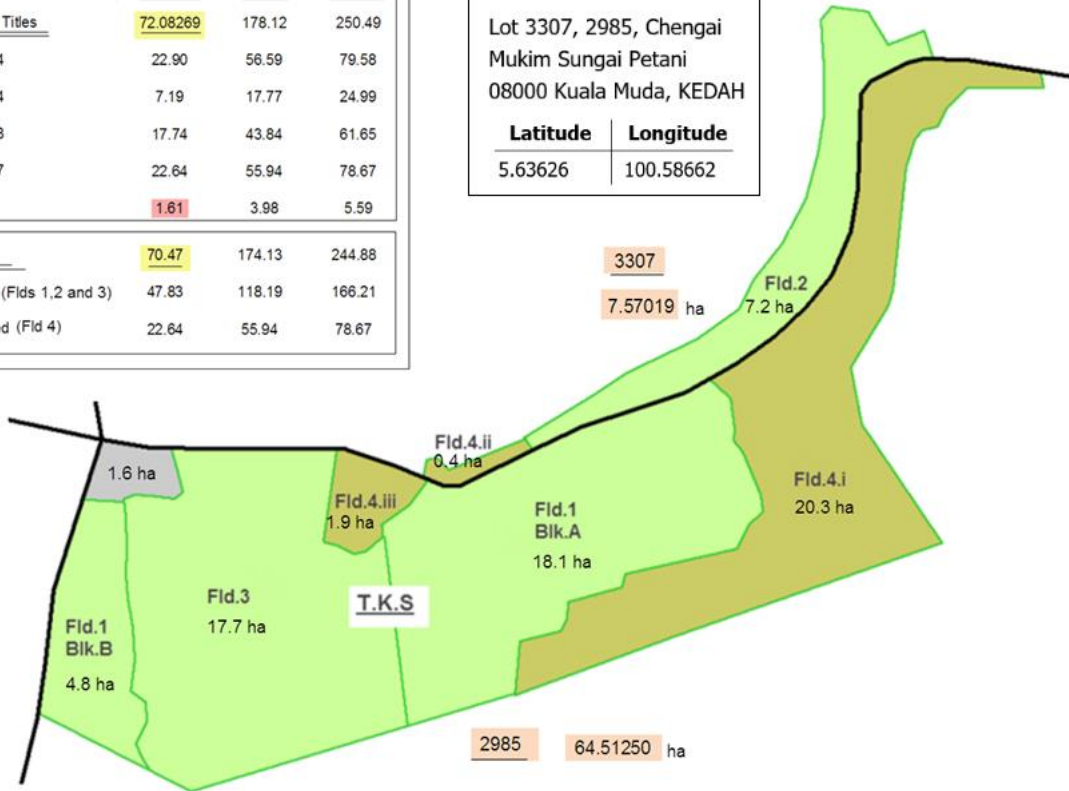 Titles 72.08269 178.12 250.49
4 22.90 56.59 79.58
4 7.19 17.77 24.99
3 17.74 43.84 61.65
7 22.64 55.94 78.67
1.61 3.98 5.59
70.47 174.13 244.88
(Flds 1,2 and 3) 47.83 118.19 166.21
d (Fld 4) 22.64 55.94 78.67
Lot 3307, 2985, Chengai
Mukim Sungai Petani
08000 Kuala Muda, KEDAH
Latitude Longitude
5.63626 100.58662
3307
7.57019 ha
Fld.2
7.2 ha
Fld.4.ii
0.4 ha
1.6 ha
Fld.4.iii
1.9 ha
Fld.4.i
20.3 ha
Fld.1
Blk.A
18.1 ha
Fld.3
17.7 ha
T.K.S
Fld.1
Blk.B
4.8 ha
2985 64.51250 ha